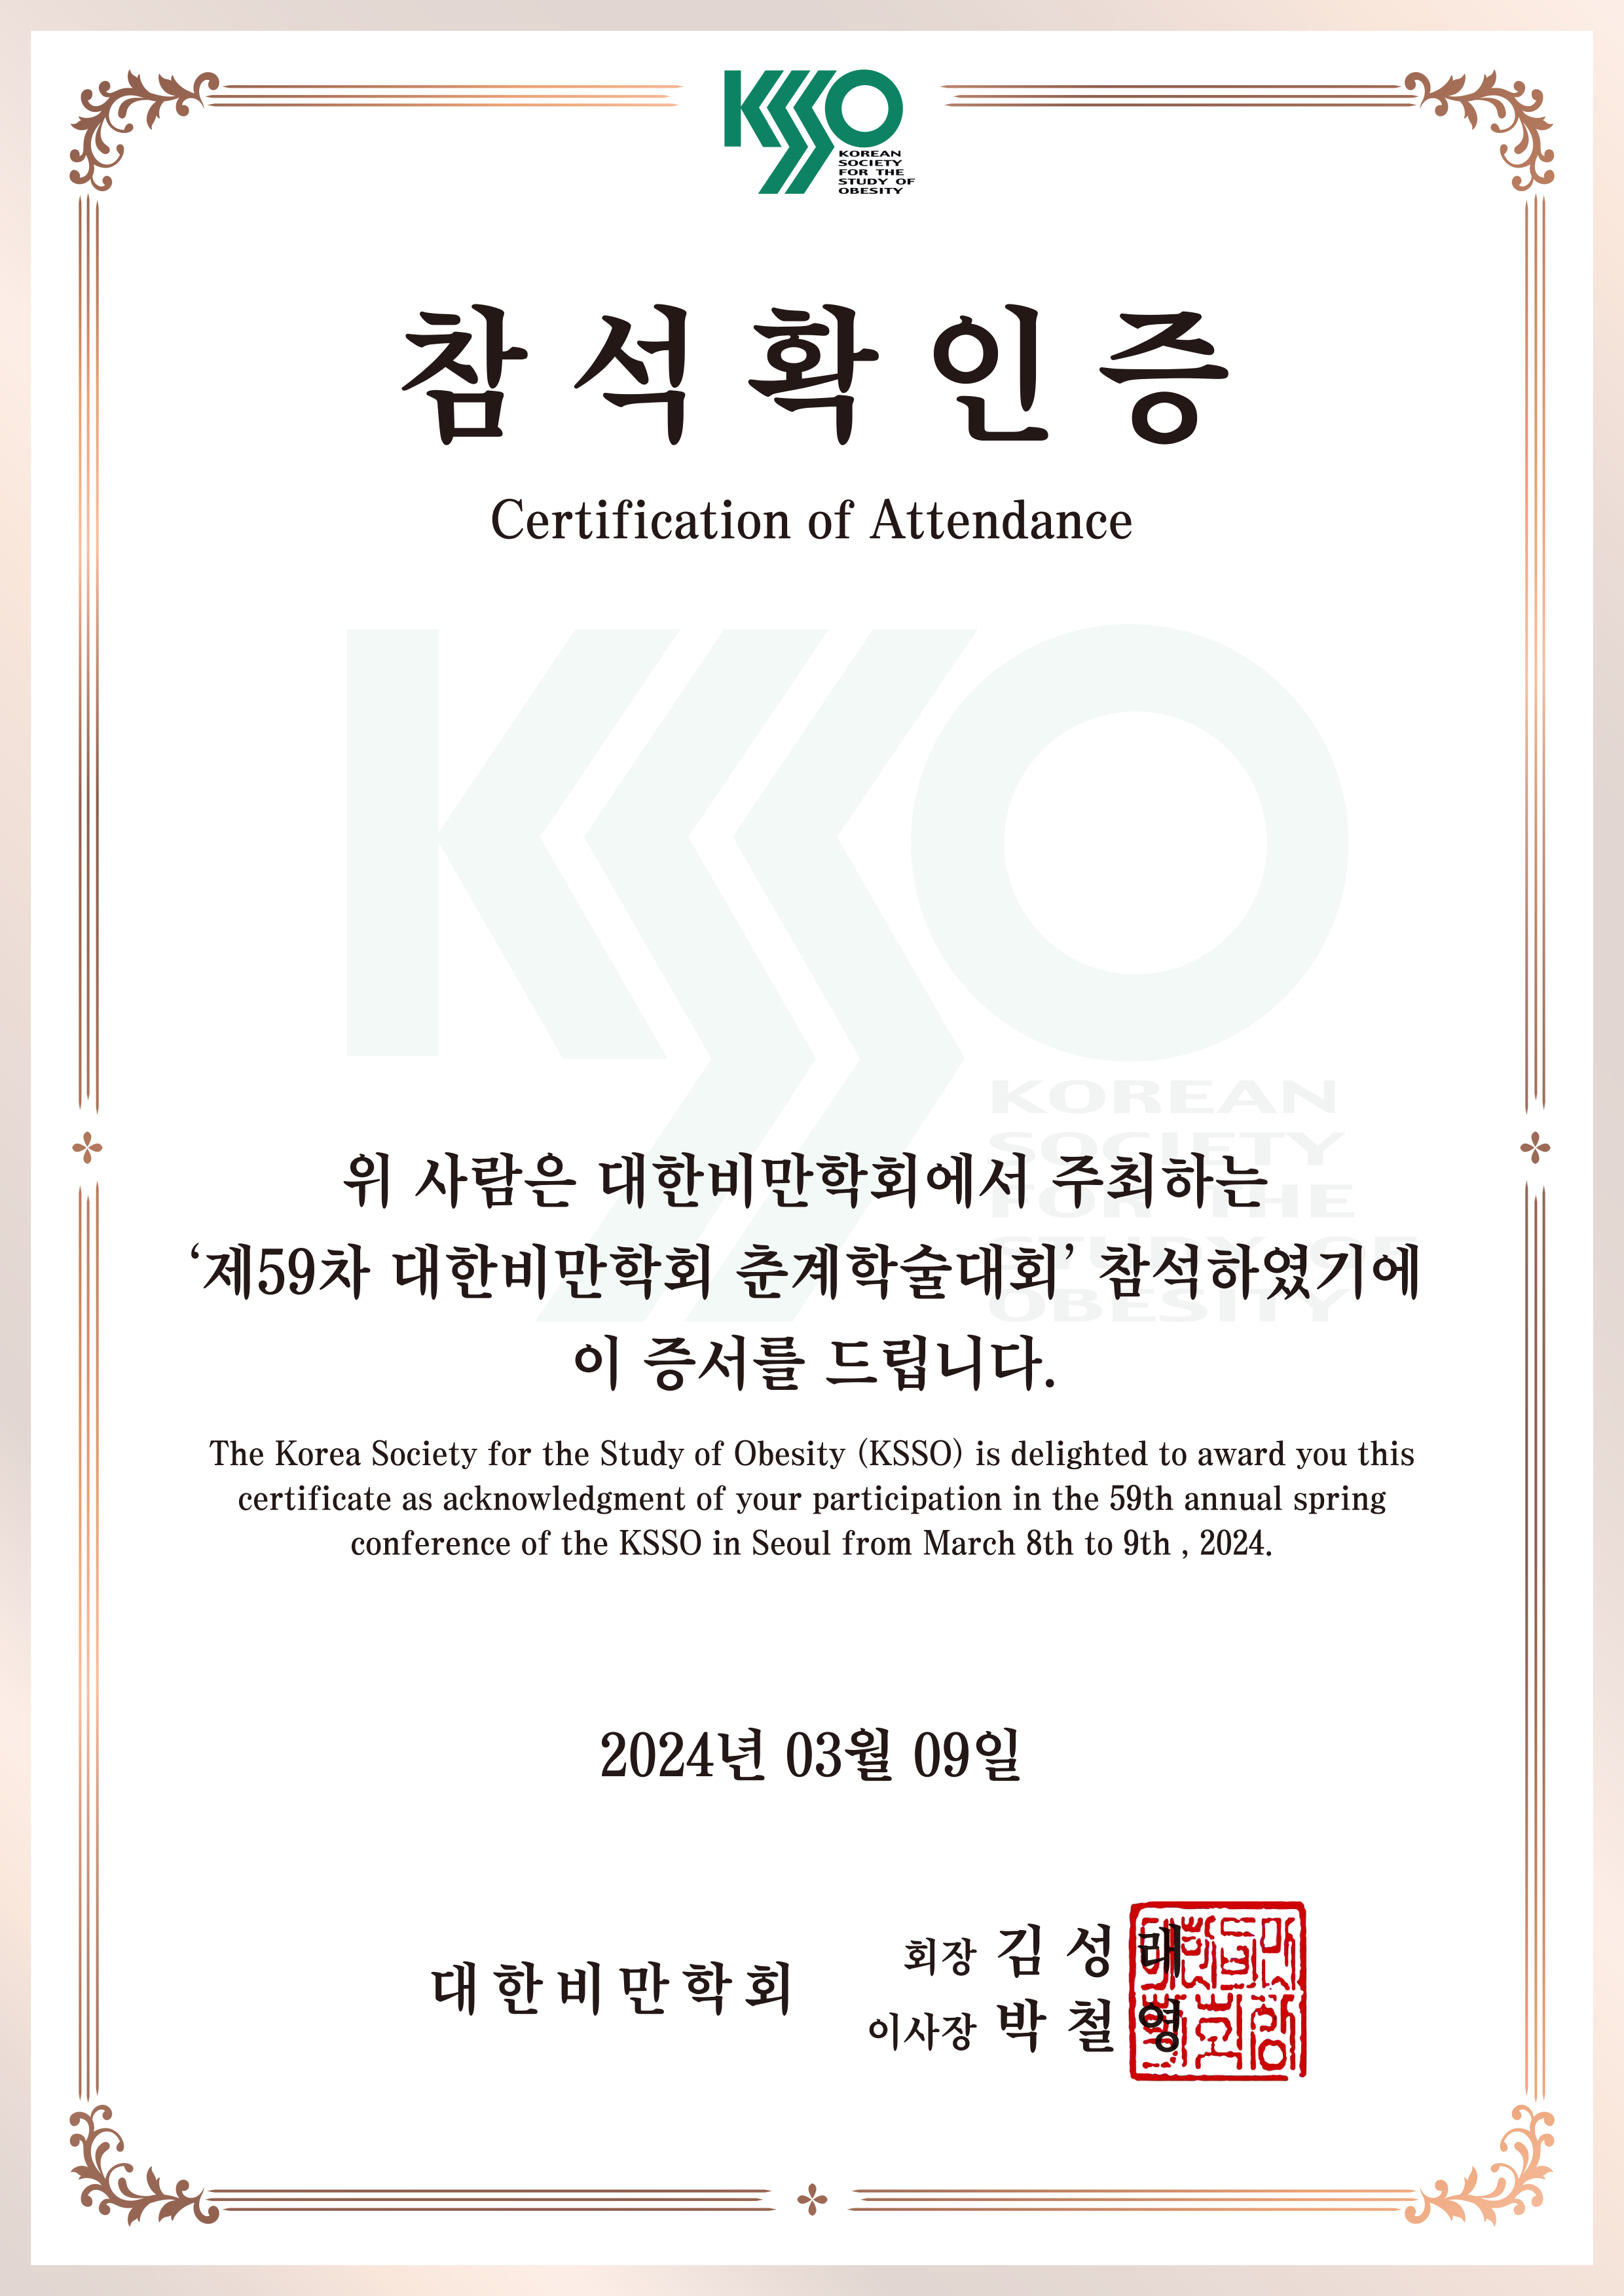 KSSO
KOREAN
SOCIETY
FOR THE
STUDY OF
OBESITY
참석확인증
Certification of Attendance
KSSO
KOREAN
SOCIETY
FOR THE
STUDY OF
OBESITY
위 사람은 대한비만학회에서 주최하는
‘제59차 대한비만학회 춘계학술대회’ 참석하였기에
이 증서를 드립니다.
The Korea Society for the Study of Obesity (KSSO) is delighted to award you this
certificate as acknowledgment of your participation in the 59th annual spring
conference of the KSSO in Seoul from March 8th to 9th , 2024.
2024년 03월 09일
대한비만학회
회장 김 성 래
이사장 박 철 영